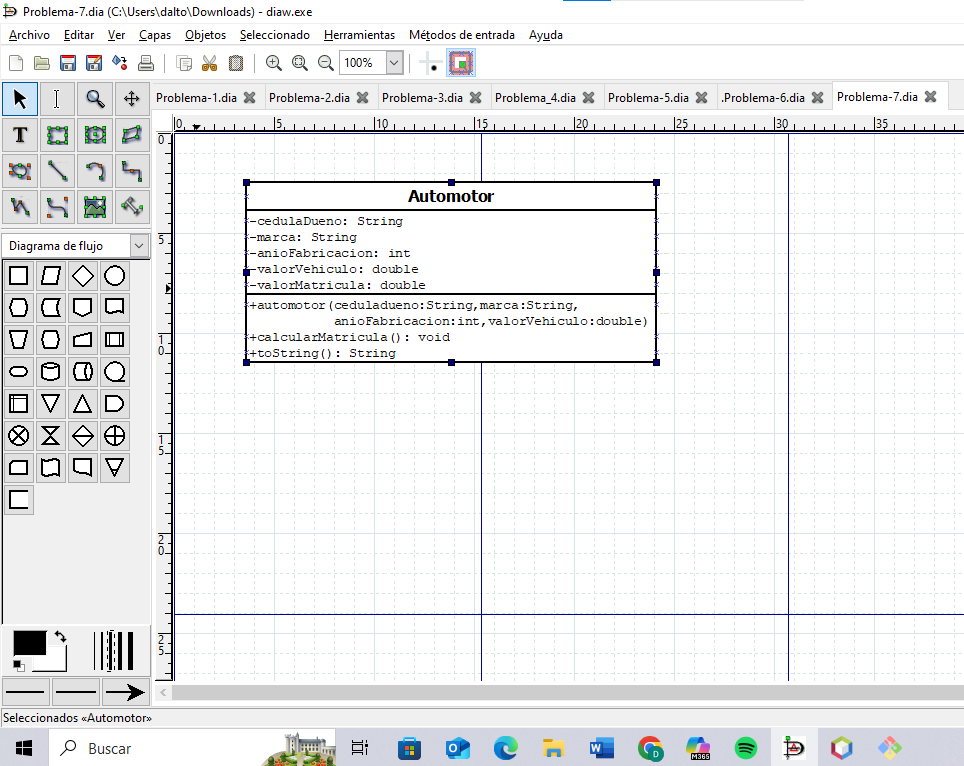 Problema-7.dia (C:\Users\dalto\Downloads) - diaw.exe
Archivo Editar Ver Capas Objetos Seleccionado Herramientas Métodos de entrada Ayuda
100%
Problema-1.dia Problema-2.dia Problema-3.dia Problema_4.dia Problema-5.dia .Problema-6.dia Problema-7.dia
0 5 10 15 20 25 30 35
T
0
Automotor
-cedulaDueno: String
-marca: String
5
Diagrama de flujo
-anioFabricacion: int
-valorVehiculo: double
-valorMatricula: double
+automotor(ceduladueno:String,marca:String,
anioFabricacion:int,valorVehiculo:double)
+calcularMatricula(): void
10
+toString(): String
15
20
25
Seleccionados «Automotor»
Buscar
D
M365